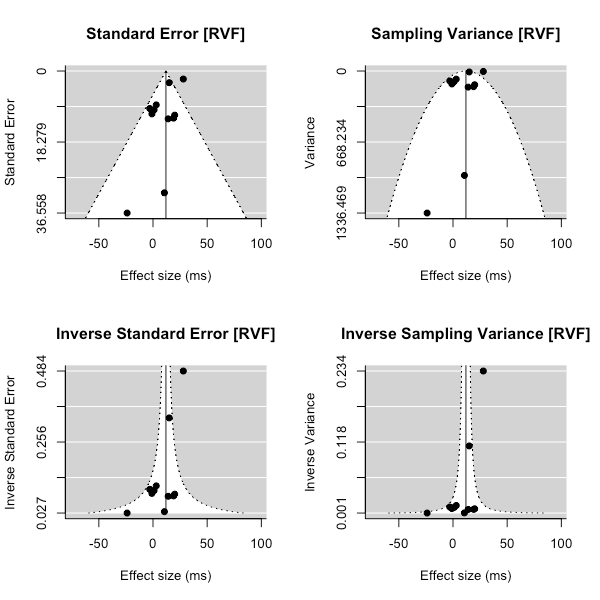 Standard Error [RVF]
Standard Error
0
18.279
36.558
-50 0 50 100
Effect size (ms)
Sampling Variance [RVF]
Variance
0
668.234
1336.469
-50 0 50 100
Effect size (ms)
Inverse Standard Error [RVF]
Inverse Standard Error
0.484
0.256
0.027
-50 0 50 100
Effect size (ms)
Inverse Sampling Variance [RVF]
Inverse Variance
0.234
0.118
0.001
-50 0 50 100
Effect size (ms)